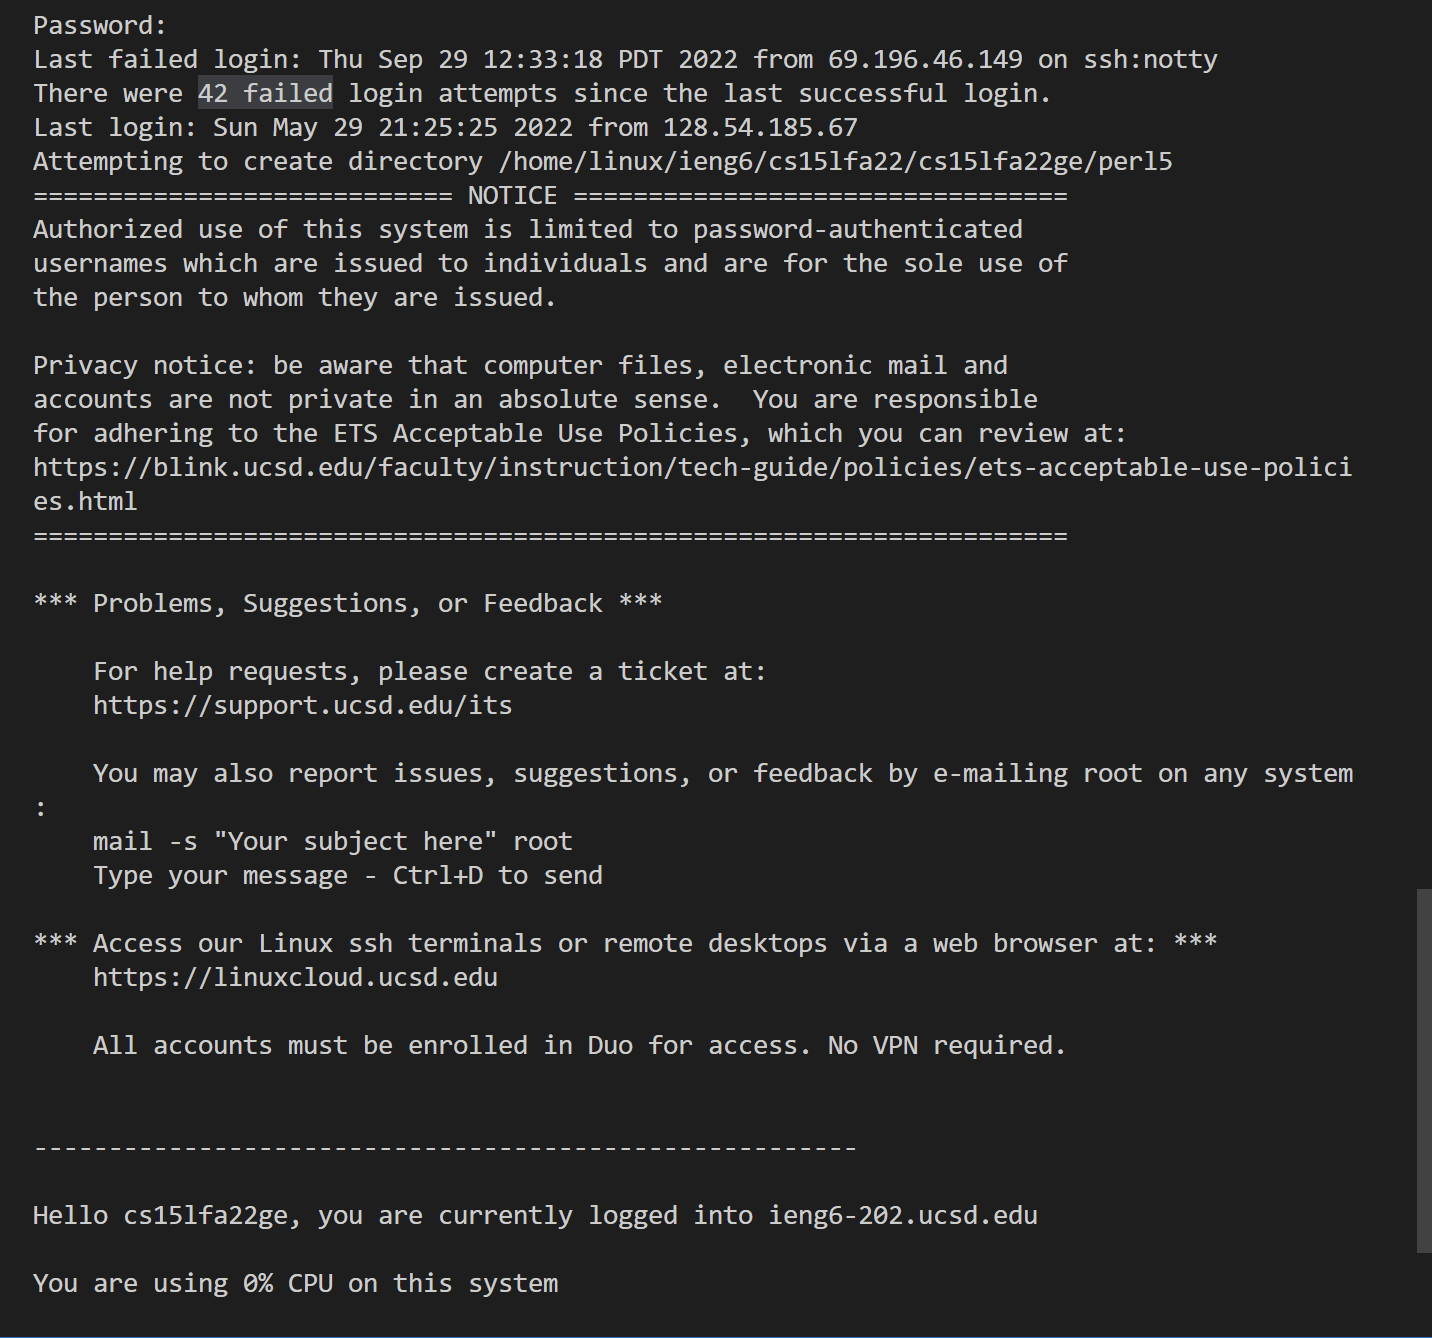 Password:
Last failed login: Thu Sep 29 12:33:18 PDT 2022 from 69.196.46.149 on ssh:notty
There were 42 failed login attempts since the last successful login.
Last login: Sun May 29 21:25:25 2022 from 128.54.185.67
Attempting to create directory /home/linux/ieng6/cs15lfa22/cs15lfa22ge/perl5
============================ NOTICE =================================
Authorized use of this system is limited to password-authenticated
usernames which are issued to individuals and are for the sole use of
the person to whom they are issued.

Privacy notice: be aware that computer files, electronic mail and
accounts are not private in an absolute sense.  You are responsible
for adhering to the ETS Acceptable Use Policies, which you can review at:
https://blink.ucsd.edu/faculty/instruction/tech-guide/policies/ets-acceptable-use-polici
es.html
=====================================================================

*** Problems, Suggestions, or Feedback ***

    For help requests, please create a ticket at:
    https://support.ucsd.edu/its

    You may also report issues, suggestions, or feedback by e-mailing root on any system
:
    mail -s "Your subject here" root
    Type your message - Ctrl+D to send

*** Access our Linux ssh terminals or remote desktops via a web browser at: ***
    https://linuxcloud.ucsd.edu

    All accounts must be enrolled in Duo for access. No VPN required.

-------------------------------------------------------

Hello cs15lfa22ge, you are currently logged into ieng6-202.ucsd.edu

You are using 0% CPU on this system